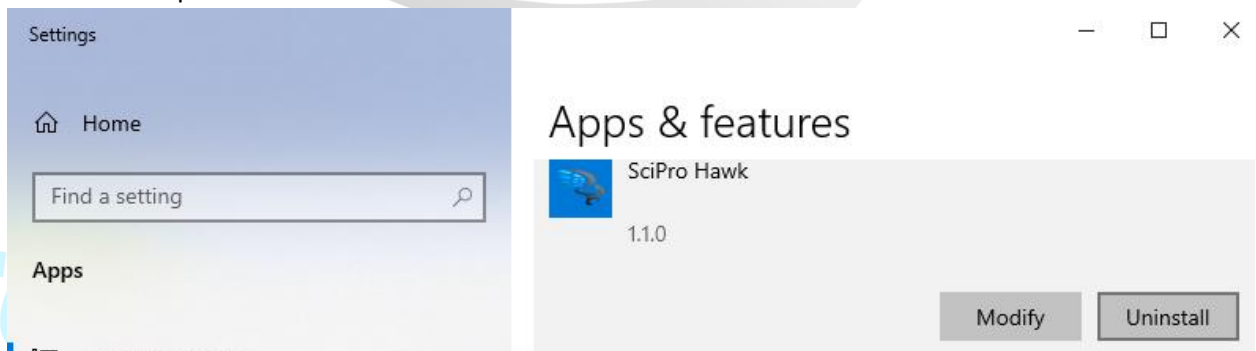 Settings
Home
Find a setting
Apps
Apps & features
SciPro Hawk
1.1.0
Modify
Uninstall